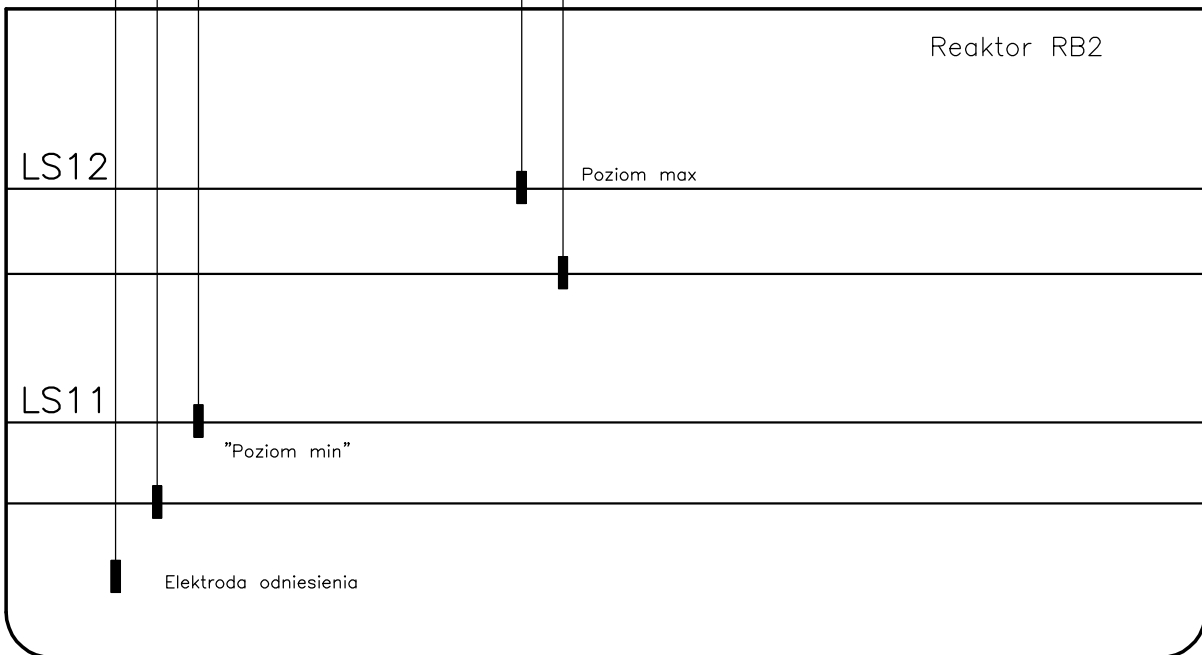 Reaktor RB2
LS12
Poziom max
LS11
"Poziom min"
Elektroda odniesienia